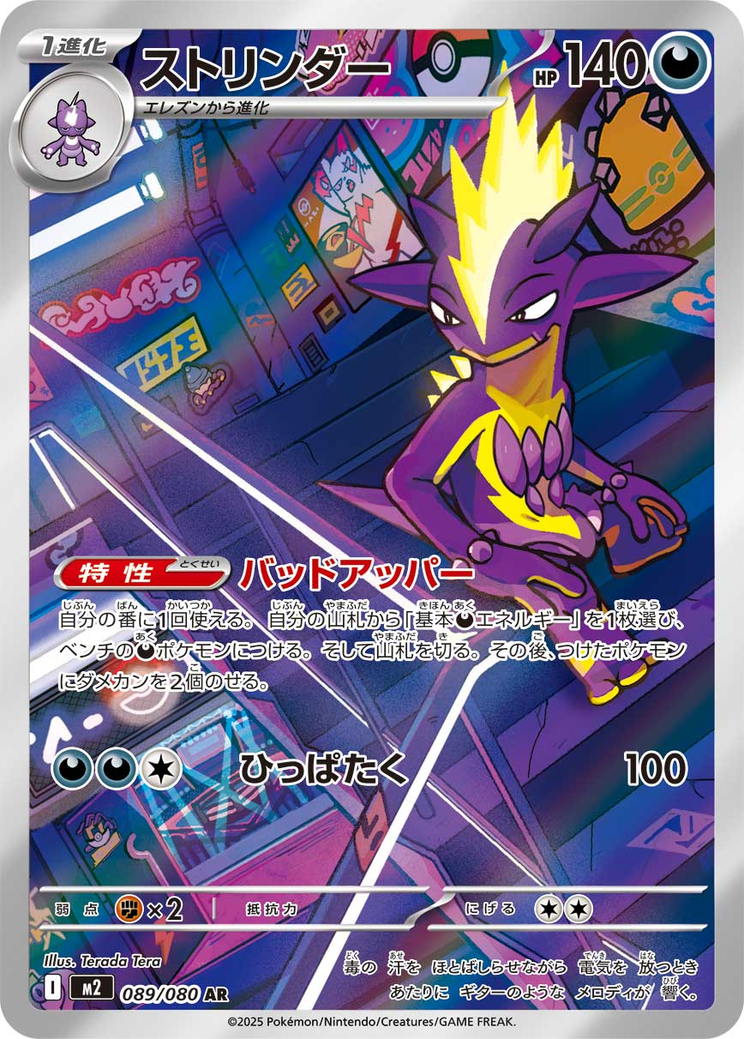 1進化
ストリンダー
HP 140
エレズンから進化
特性 とくせい バッドアッパー
自分の番に1回使える。自分の山札から「基本エネルギー」を1枚選び、
ベンチのポケモンにつける。そして山札を切る。その後、つけたポケモン
にダメカンを2個のせる。
ひっぱたく 100
弱点 ×2 抵抗力 にげる
Illus. Terada Tera
毒の 汗を ほとばしらせながら 電気を 放つとき
あたりに ギターのような メロディが 響く。
I M2 089/080 AR
©2025 Pokémon/Nintendo/Creatures/GAME FREAK.